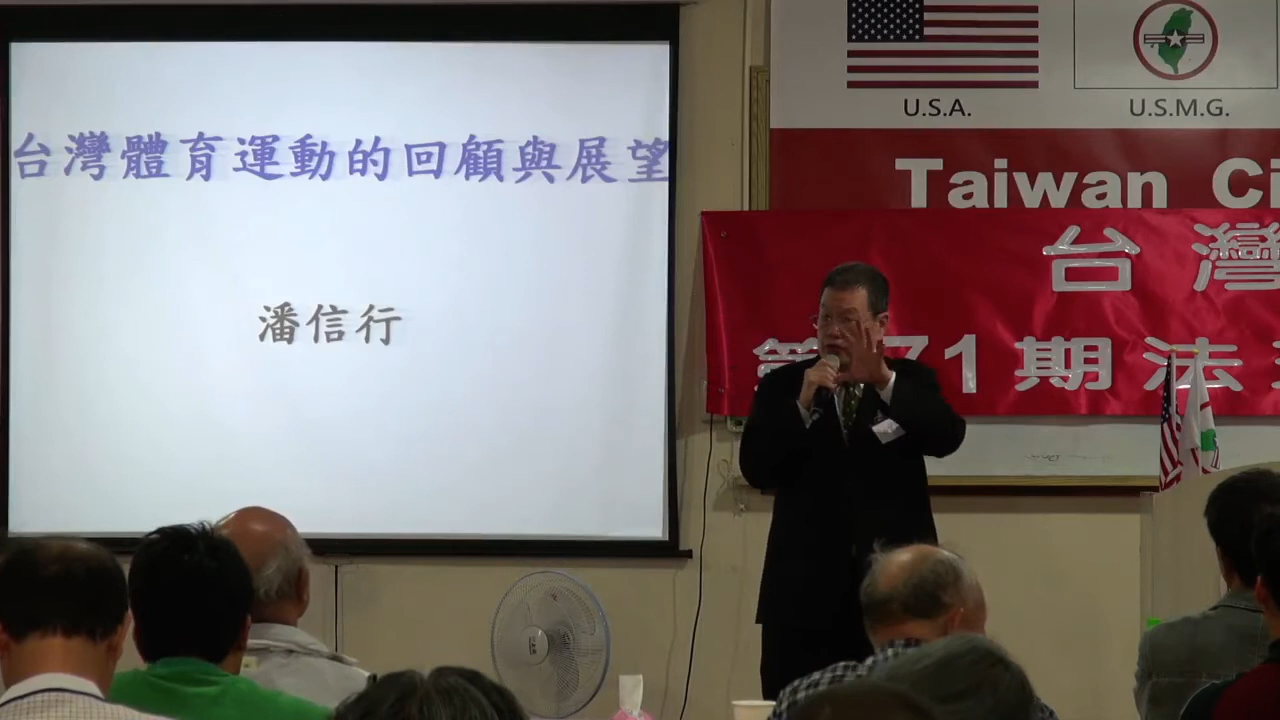 台灣體育運動的回顧與展望
潘信行
U.S.A.
U.S.M.G.
Taiwan Ci
台灣
第71期法